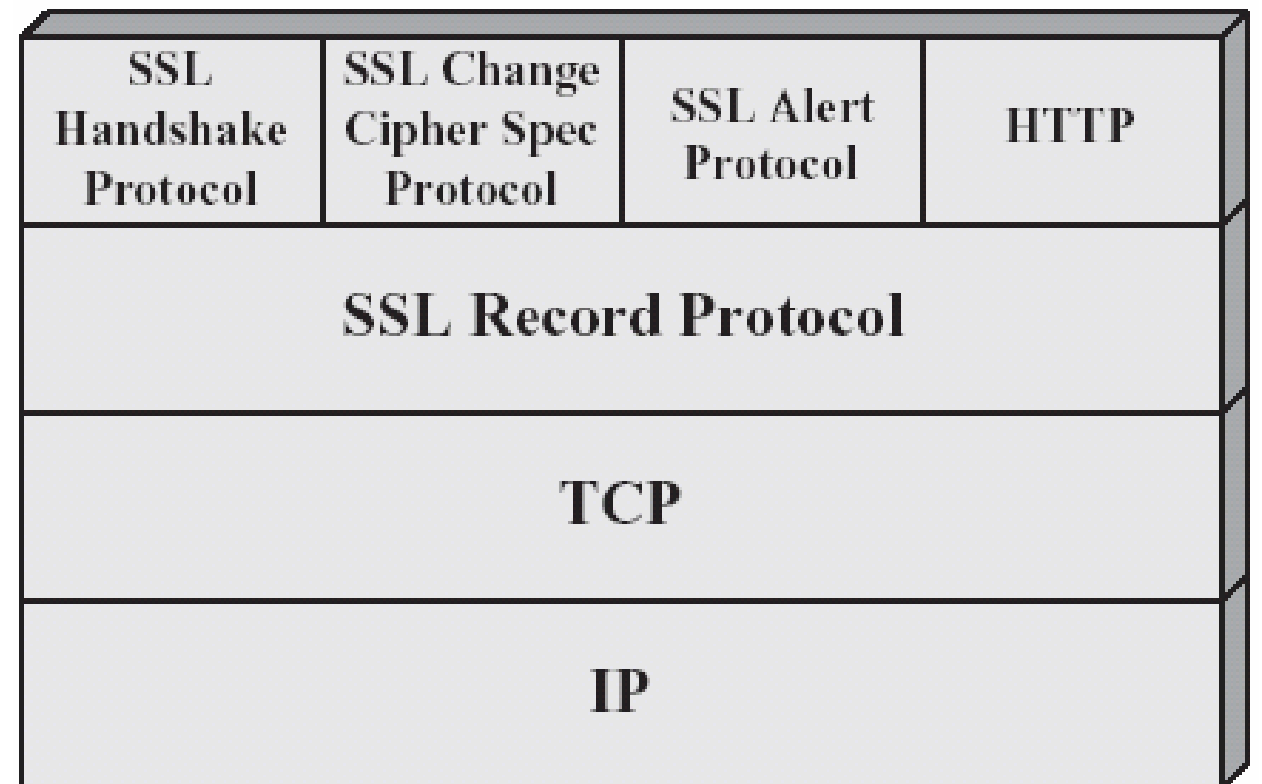 SSL
Handshake
Protocol
SSL Change
Cipher Spec
Protocol
SSL Alert
Protocol
HTTP
SSL Record Protocol
TCP
IP